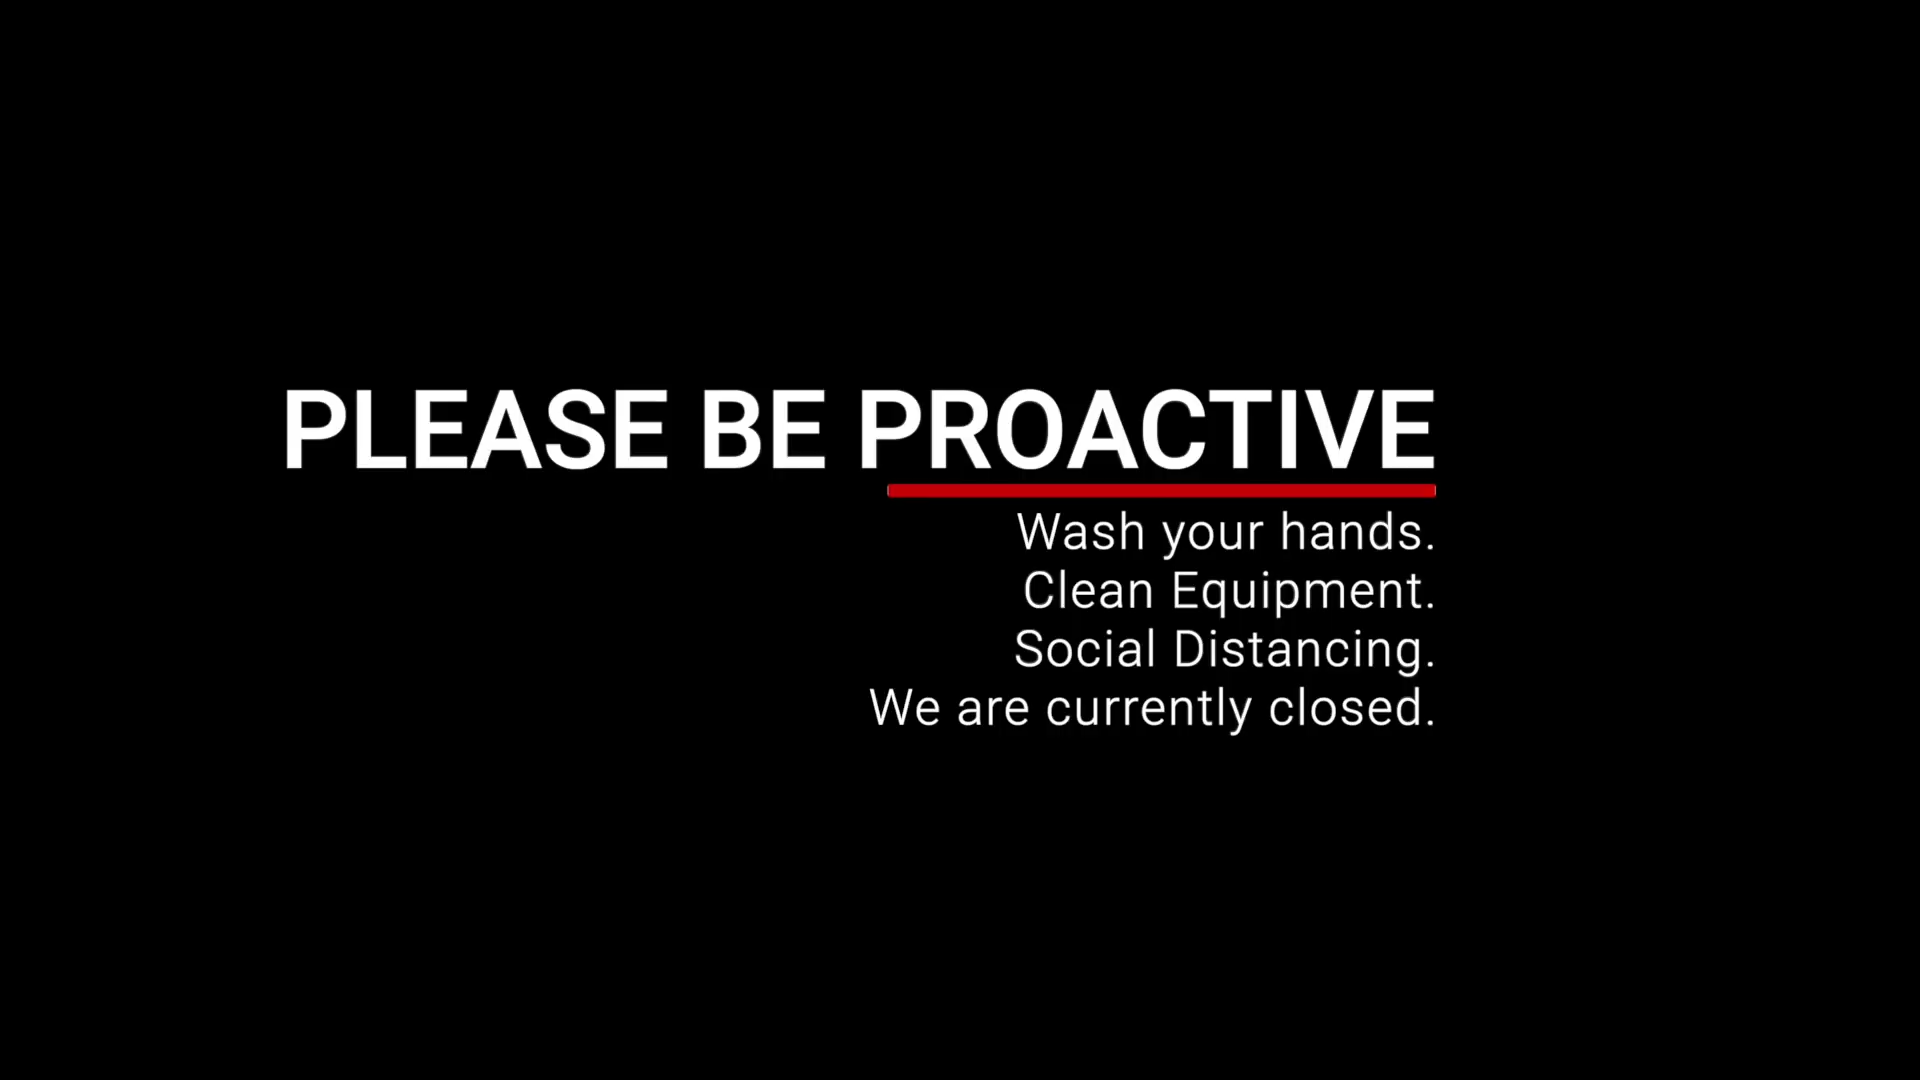 PLEASE BE PROACTIVE
Wash your hands.
Clean Equipment.
Social Distancing.
We are currently closed.